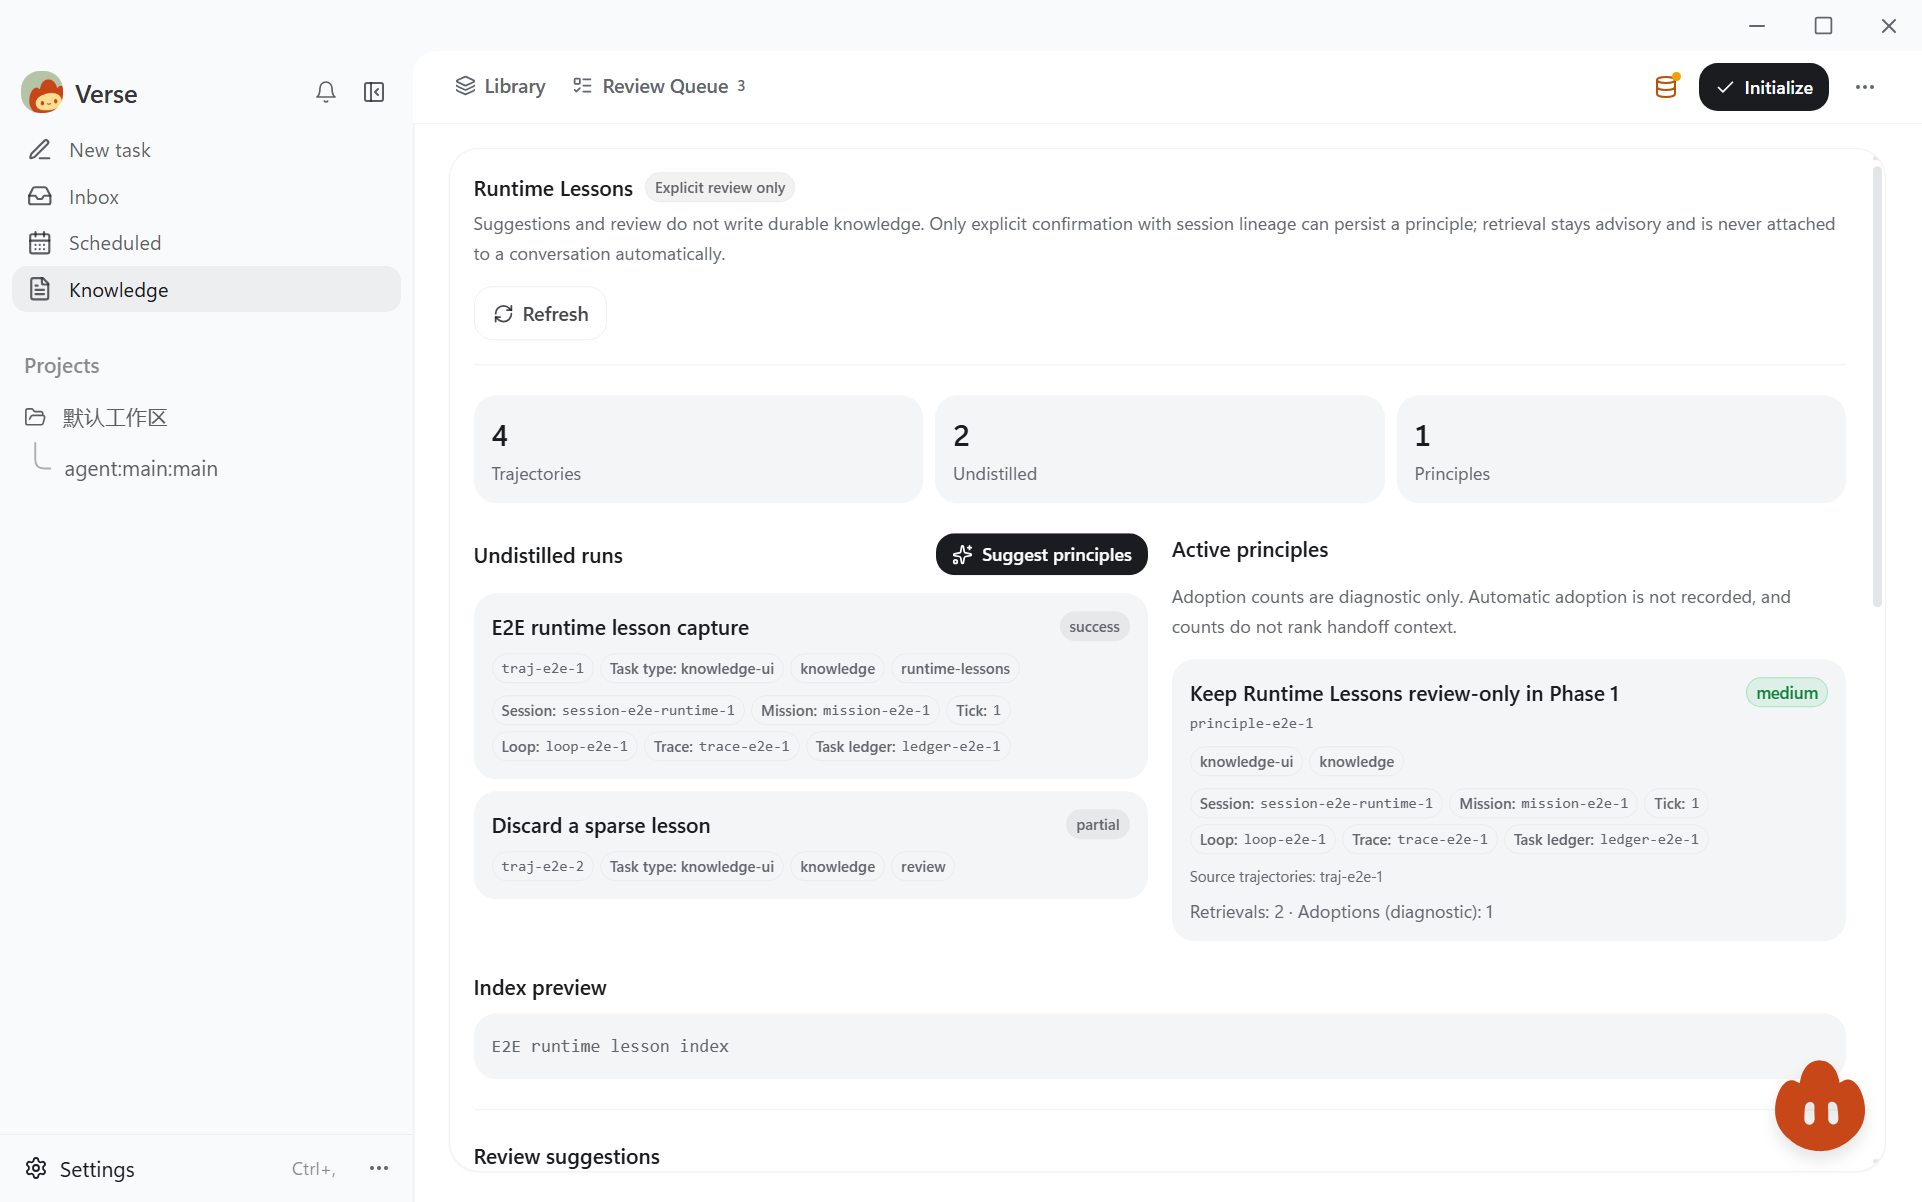 Verse
New task
Inbox
Scheduled
Knowledge
Projects
默认工作区
agent:main:main
Settings Ctrl+,
Library Review Queue 3
Initialize
Runtime Lessons Explicit review only
Suggestions and review do not write durable knowledge. Only explicit confirmation with session lineage can persist a principle; retrieval stays advisory and is never attached
to a conversation automatically.
Refresh
4
Trajectories
2
Undistilled
1
Principles
Undistilled runs Suggest principles
E2E runtime lesson capture success
traj-e2e-1 Task type: knowledge-ui knowledge runtime-lessons
Session: session-e2e-runtime-1 Mission: mission-e2e-1 Tick: 1
Loop: loop-e2e-1 Trace: trace-e2e-1 Task ledger: ledger-e2e-1
Discard a sparse lesson partial
traj-e2e-2 Task type: knowledge-ui knowledge review
Active principles
Adoption counts are diagnostic only. Automatic adoption is not recorded, and
counts do not rank handoff context.
Keep Runtime Lessons review-only in Phase 1 medium
principle-e2e-1
knowledge-ui knowledge
Session: session-e2e-runtime-1 Mission: mission-e2e-1 Tick: 1
Loop: loop-e2e-1 Trace: trace-e2e-1 Task ledger: ledger-e2e-1
Source trajectories: traj-e2e-1
Retrievals: 2 · Adoptions (diagnostic): 1
Index preview
E2E runtime lesson index
Review suggestions